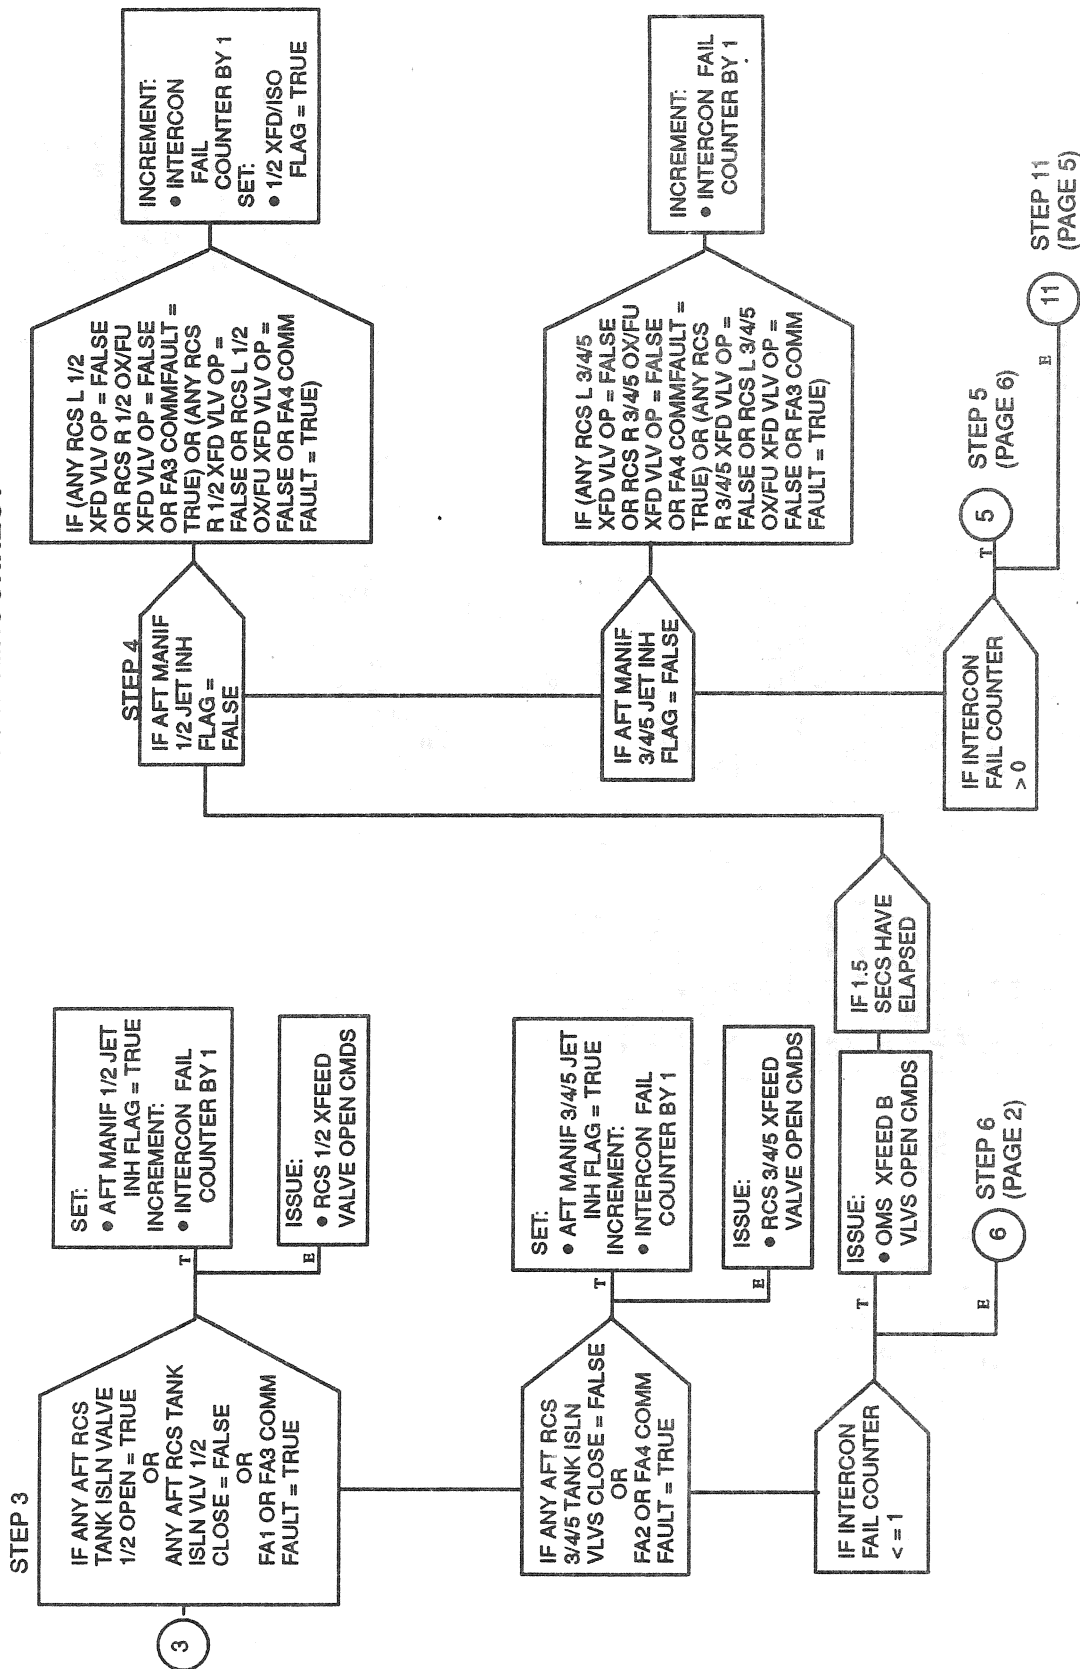 STEP 3
3
IF ANY AFT RCS
TANK ISLN VALVE
1/2 OPEN = TRUE
OR
ANY AFT RCS TANK
ISLN VLV 1/2
CLOSE = FALSE
OR
FA1 OR FA3 COMM
FAULT = TRUE
T
SET:
• AFT MANIF 1/2 JET
INH FLAG = TRUE
INCREMENT:
• INTERCON FAIL
COUNTER BY 1
E
ISSUE:
• RCS 1/2 XFEED
VALVE OPEN CMDS
IF ANY AFT RCS
3/4/5 TANK ISLN
VLVS CLOSE = FALSE
OR
FA2 OR FA4 COMM
FAULT = TRUE
T
SET:
• AFT MANIF 3/4/5 JET
INH FLAG = TRUE
INCREMENT:
• INTERCON FAIL
COUNTER BY 1
E
ISSUE:
• RCS 3/4/5 XFEED
VALVE OPEN CMDS
IF INTERCON
FAIL COUNTER
< = 1
T
ISSUE:
• OMS XFEED B
VLVS OPEN CMDS
E
6
STEP 6
(PAGE 2)
IF 1.5
SECS HAVE
ELAPSED
STEP 4
IF AFT MANIF
1/2 JET INH
FLAG =
FALSE
IF (ANY RCS L 1/2
XFD VLV OP = FALSE
OR RCS R 1/2 OX/FU
XFD VLV OP = FALSE
OR FA3 COMMFAULT =
TRUE) OR (ANY RCS
R 1/2 XFD VLV OP =
FALSE OR RCS L 1/2
OX/FU XFD VLV OP =
FALSE OR FA4 COMM
FAULT = TRUE)
INCREMENT:
• INTERCON
FAIL
COUNTER BY 1
SET:
• 1/2 XFD/ISO
FLAG = TRUE
IF AFT MANIF
3/4/5 JET INH
FLAG = FALSE
IF (ANY RCS L 3/4/5
XFD VLV OP = FALSE
OR RCS R 3/4/5 OX/FU
XFD VLV OP = FALSE
OR FA4 COMMFAULT =
TRUE) OR (ANY RCS
R 3/4/5 XFD VLV OP =
FALSE OR RCS L 3/4/5
OX/FU XFD VLV OP =
FALSE OR FA3 COMM
FAULT = TRUE)
INCREMENT:
• INTERCON FAIL
COUNTER BY 1
IF INTERCON
FAIL COUNTER
> 0
T
5
STEP 5
(PAGE 6)
E
11
STEP 11
(PAGE 5)